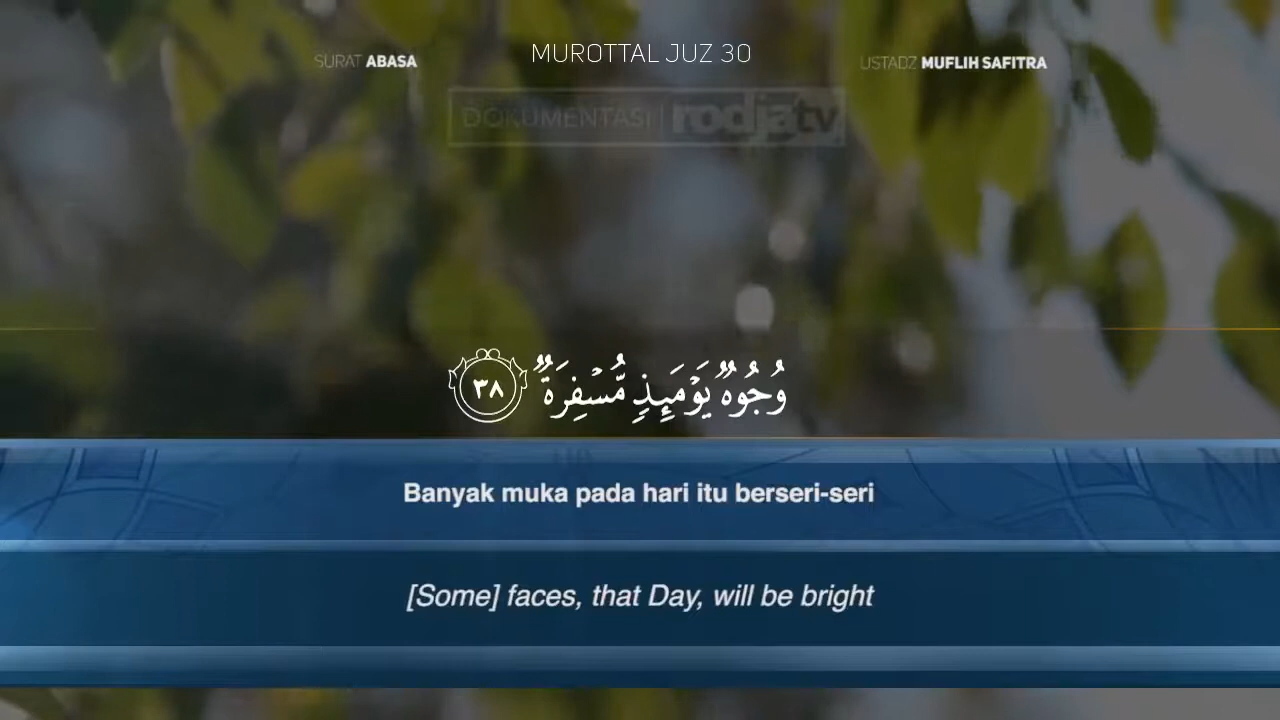 SURAT ABASA
MUROTTAL JUZ 30
USTADZ MUFLIH SAFITRA
DOKUMENTASI | rodjatv
وُجُوهٌ يَوْمَئِذٍ مُّسْفِرَةٌ ٣٨
Banyak muka pada hari itu berseri-seri
[Some] faces, that Day, will be bright